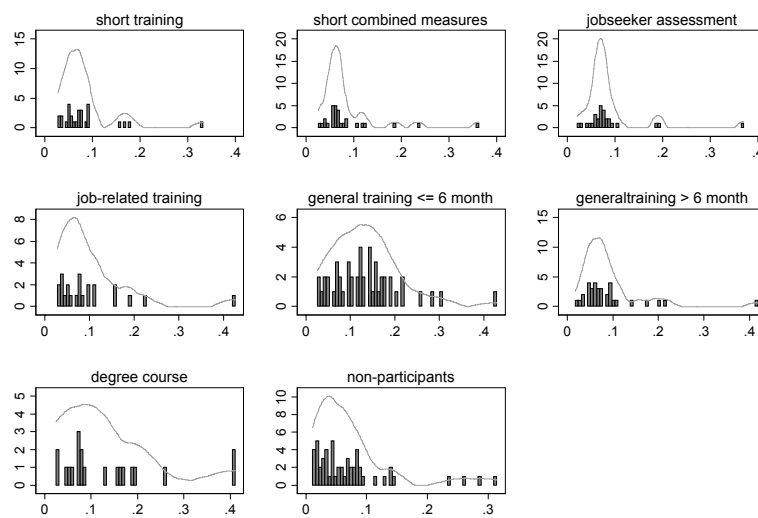 short training
short combined measures
jobseeker assessment
15
10
5
0
0 .1 .2 .3 .4
20
15
10
5
0
0 .1 .2 .3 .4
20
15
10
5
0
0 .1 .2 .3 .4
job-related training
general training <= 6 month
generaltraining > 6 month
8
6
4
2
0
0 .1 .2 .3 .4
6
4
2
0
0 .1 .2 .3 .4
15
10
5
0
0 .1 .2 .3 .4
degree course
non-participants
5
4
3
2
1
0
0 .1 .2 .3 .4
10
8
6
4
2
0
0 .1 .2 .3